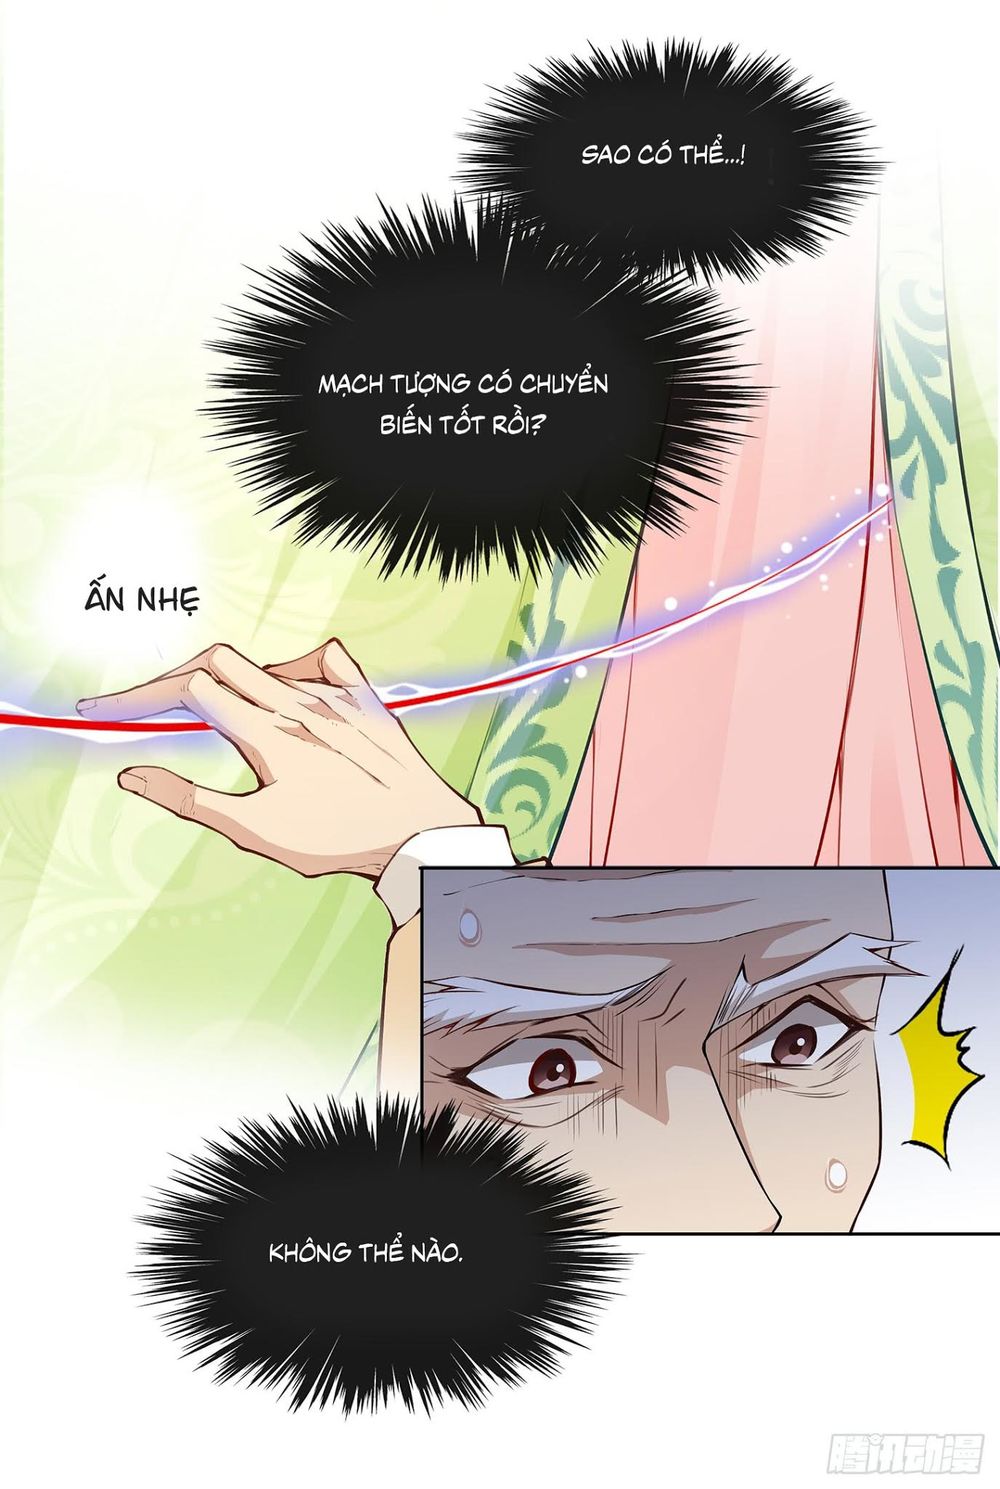 SAO CÓ THỂ...!
MẠCH TƯỢNG CÓ CHUYỂN
BIẾN TỐT RỒI?
ẤN NHẸ
KHÔNG THỂ NÀO.
腾讯动漫